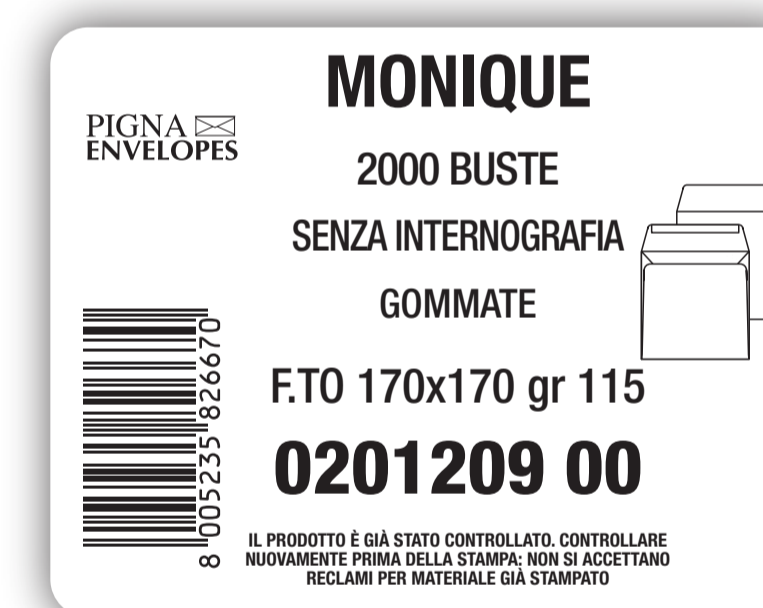 MONIQUE
PIGNA
ENVELOPES
2000 BUSTE
SENZA INTERNOGRAFIA
GOMMATE
F.TO 170x170 gr 115
0201209 00
8 005235 826670
IL PRODOTTO È GIÀ STATO CONTROLLATO. CONTROLLARE
NUOVAMENTE PRIMA DELLA STAMPA: NON SI ACCETTANO
RECLAMI PER MATERIALE GIÀ STAMPATO